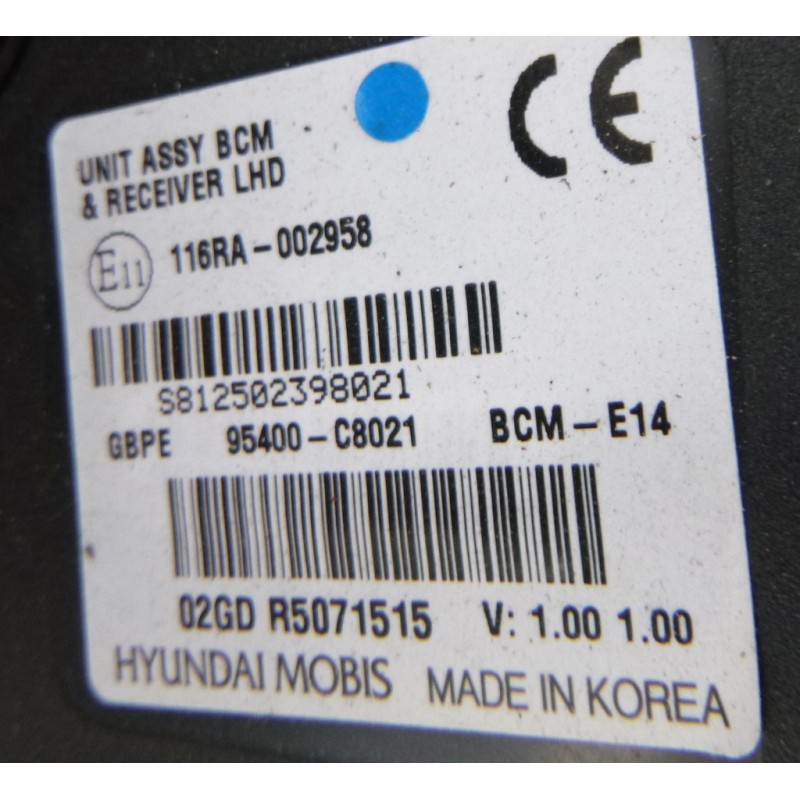 CE
UNIT ASSY BCM
& RECEIVER LHD
E11 116RA-002958
S812502398021
GBPE 95400-C8021 BCM-E14
02GD R5071515 V: 1.00 1.00
HYUNDAI MOBIS MADE IN KOREA